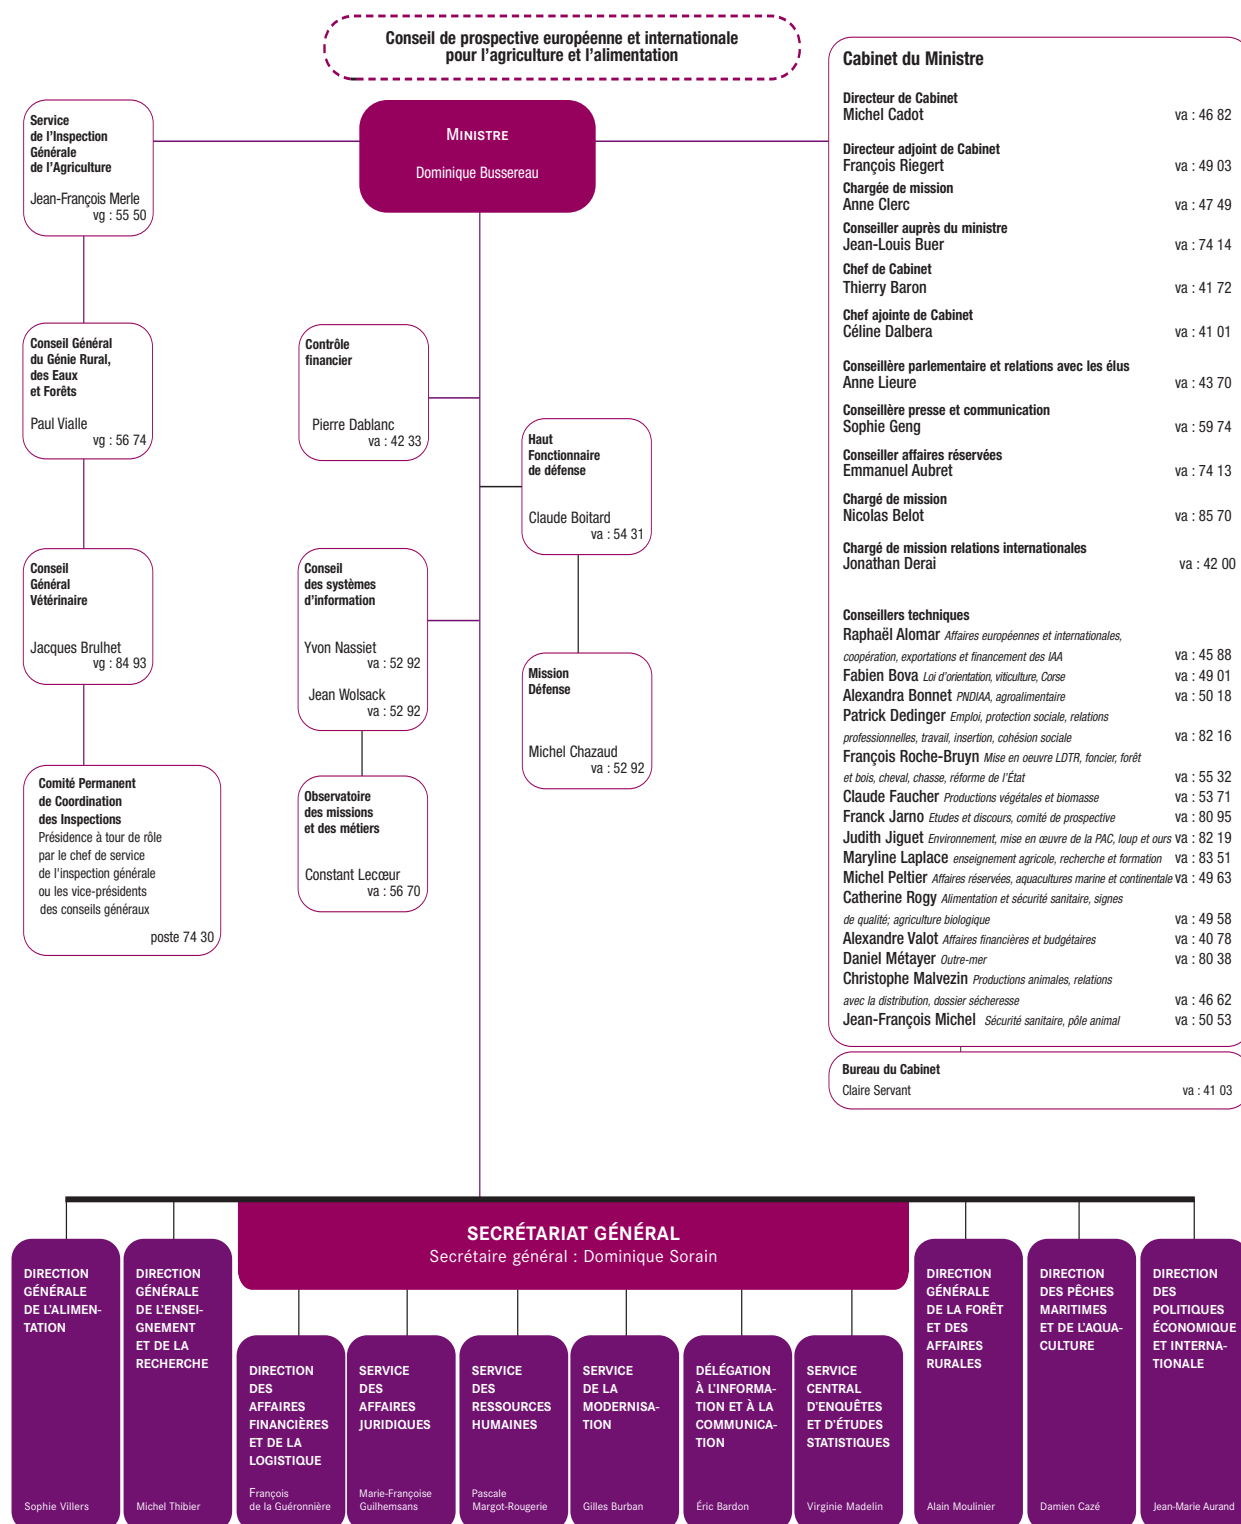 Conseil de prospective européenne et internationale
pour l'agriculture et l'alimentation
MINISTRE
Dominique Bussereau
Service
de l'Inspection
Générale
de l'Agriculture
Jean-François Merle
vg : 55 50
Conseil Général
du Génie Rural,
des Eaux
et Forêts
Paul Vialle
vg : 56 74
Conseil
Général
Vétérinaire
Jacques Brulhet
vg : 84 93
Comité Permanent
de Coordination
des Inspections
Présidence à tour de rôle
par le chef de service
de l'inspection générale
ou les vice-présidents
des conseils généraux
poste 74 30
Contrôle
financier
Pierre Dablanc
va : 42 33
Haut
Fonctionnaire
de défense
Claude Boitard
va : 54 31
Conseil
des systèmes
d'information
Yvon Nassiet
va : 52 92
Jean Wolsack
va : 52 92
Mission
Défense
Michel Chazaud
va : 52 92
Observatoire
des missions
et des métiers
Constant Lecœur
va : 56 70
Cabinet du Ministre
Directeur de Cabinet
Michel Cadot va : 46 82
Directeur adjoint de Cabinet
François Riegert va : 49 03
Chargée de mission
Anne Clerc va : 47 49
Conseiller auprès du ministre
Jean-Louis Buer va : 74 14
Chef de Cabinet
Thierry Baron va : 41 72
Chef ajointe de Cabinet
Céline Dalbera va : 41 01
Conseillère parlementaire et relations avec les élus
Anne Lieure va : 43 70
Conseillère presse et communication
Sophie Geng va : 59 74
Conseiller affaires réservées
Emmanuel Aubret va : 74 13
Chargé de mission
Nicolas Belot va : 85 70
Chargé de mission relations internationales
Jonathan Derai va : 42 00
Conseillers techniques
Raphaël Alomar Affaires européennes et internationales,
coopération, exportations et financement des IAA va : 45 88
Fabien Bova Loi d'orientation, viticulture, Corse va : 49 01
Alexandra Bonnet PNDIAA, agroalimentaire va : 50 18
Patrick Dedinger Emploi, protection sociale, relations
professionnelles, travail, insertion, cohésion sociale va : 82 16
François Roche-Bruyn Mise en oeuvre LDTR, foncier, forêt
et bois, cheval, chasse, réforme de l'État va : 55 32
Claude Faucher Productions végétales et biomasse va : 53 71
Franck Jarno Etudes et discours, comité de prospective va : 80 95
Judith Jiguet Environnement, mise en œuvre de la PAC, loup et ours va : 82 19
Maryline Laplace enseignement agricole, recherche et formation va : 83 51
Michel Peltier Affaires réservées, aquacultures marine et continentale va : 49 63
Catherine Rogy Alimentation et sécurité sanitaire, signes
de qualité; agriculture biologique va : 49 58
Alexandre Valot Affaires financières et budgétaires va : 40 78
Daniel Métayer Outre-mer va : 80 38
Christophe Malvezin Productions animales, relations
avec la distribution, dossier sécheresse va : 46 62
Jean-François Michel Sécurité sanitaire, pôle animal va : 50 53
Bureau du Cabinet
Claire Servant va : 41 03
SECRÉTARIAT GÉNÉRAL
Secrétaire général : Dominique Sorain
DIRECTION
GÉNÉRALE
DE L'ALIMEN-
TATION
Sophie Villers
DIRECTION
GÉNÉRALE
DE L'ENSEI-
GNEMENT
ET DE LA
RECHERCHE
Michel Thibier
DIRECTION
DES
AFFAIRES
FINANCIÈRES
ET DE LA
LOGISTIQUE
François
de la Guéronnière
SERVICE
DES
AFFAIRES
JURIDIQUES
Marie-Françoise
Guilhemsans
SERVICE
DES
RESSOURCES
HUMAINES
Pascale
Margot-Rougerie
SERVICE
DE LA
MODERNISA-
TION
Gilles Burban
DÉLÉGATION
À L'INFORMA-
TION ET À LA
COMMUNICA-
TION
Éric Bardon
SERVICE
CENTRAL
D'ENQUÊTES
ET D'ÉTUDES
STATISTIQUES
Virginie Madelin
DIRECTION
GÉNÉRALE
DE LA FORÊT
ET DES
AFFAIRES
RURALES
Alain Moulinier
DIRECTION
DES PÊCHES
MARITIMES
ET DE L'AQUA-
CULTURE
Damien Cazé
DIRECTION
DES
POLITIQUES
ÉCONOMIQUE
ET INTERNA-
TIONALE
Jean-Marie Aurand